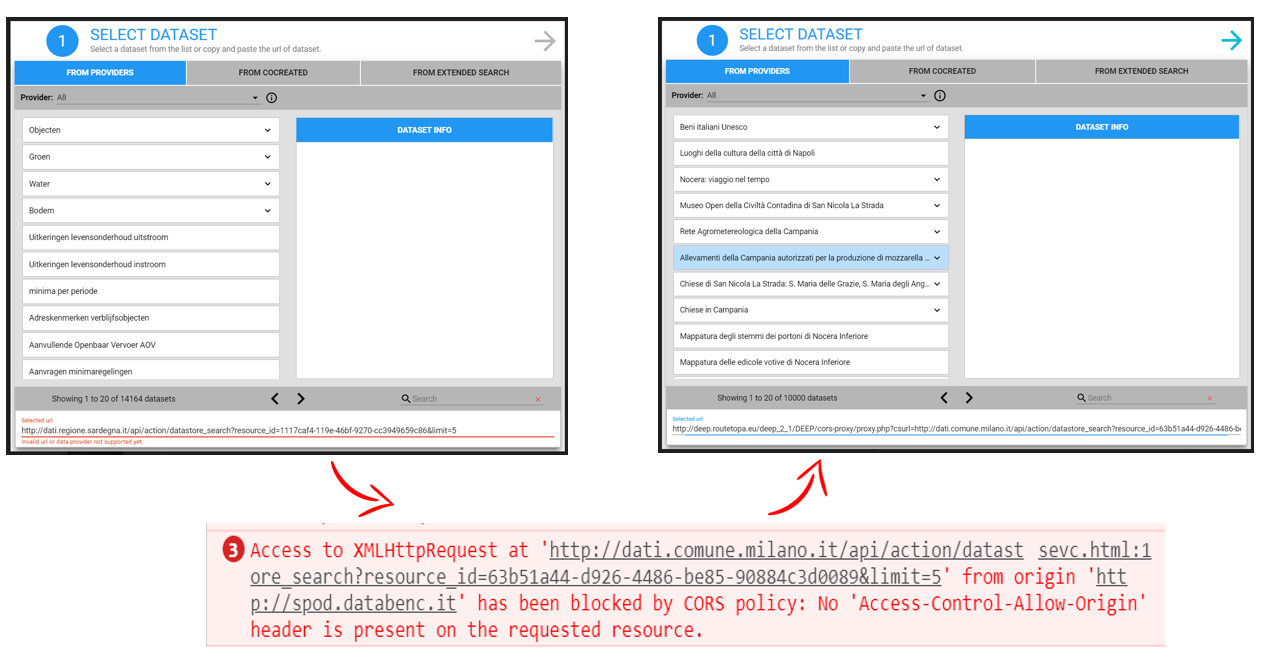 1
SELECT DATASET
Select a dataset from the list or copy and paste the url of dataset.
FROM PROVIDERS
FROM COCREATED
FROM EXTENDED SEARCH
Provider: All
Objecten
Groen
Water
Bodem
Uitkeringen levensonderhoud uitstroom
Uitkeringen levensonderhoud instroom
minima per periode
Adreskenmerken verblijfsobjecten
Aanvullende Openbaar Vervoer AOV
Aanvragen minimaregelingen
DATASET INFO
Showing 1 to 20 of 14164 datasets
Search
Selected url
http://dati.regione.sardegna.it/api/action/datastore_search?resource_id=1117caf4-119e-46bf-9270-cc3949659c86&limit=5
Invalid url or data provider not supported yet.
1
SELECT DATASET
Select a dataset from the list or copy and paste the url of dataset.
FROM PROVIDERS
FROM COCREATED
FROM EXTENDED SEARCH
Provider: All
Beni italiani Unesco
Luoghi della cultura della città di Napoli
Nocera: viaggio nel tempo
Museo Open della Civiltà Contadina di San Nicola La Strada
Rete Agrometereologica della Campania
Allevamenti della Campania autorizzati per la produzione di mozzarella ...
Chiese di San Nicola La Strada: S. Maria delle Grazie, S. Maria degli Ang...
Chiese in Campania
Mappatura degli stemmi dei portoni di Nocera Inferiore
Mappatura delle edicole votive di Nocera Inferiore
DATASET INFO
Showing 1 to 20 of 10000 datasets
Search
Selected url
http://deep.routetopa.eu/deep_2_1/DEEP/cors-proxy/proxy.php?csurl=http://dati.comune.milano.it/api/action/datastore_search?resource_id=63b51a44-d926-4486-be
3
Access to XMLHttpRequest at 'http://dati.comune.milano.it/api/action/datast sevc.html:1
ore_search?resource_id=63b51a44-d926-4486-be85-90884c3d0089&limit=5' from origin 'htt
p://spod.databenc.it' has been blocked by CORS policy: No 'Access-Control-Allow-Origin'
header is present on the requested resource.